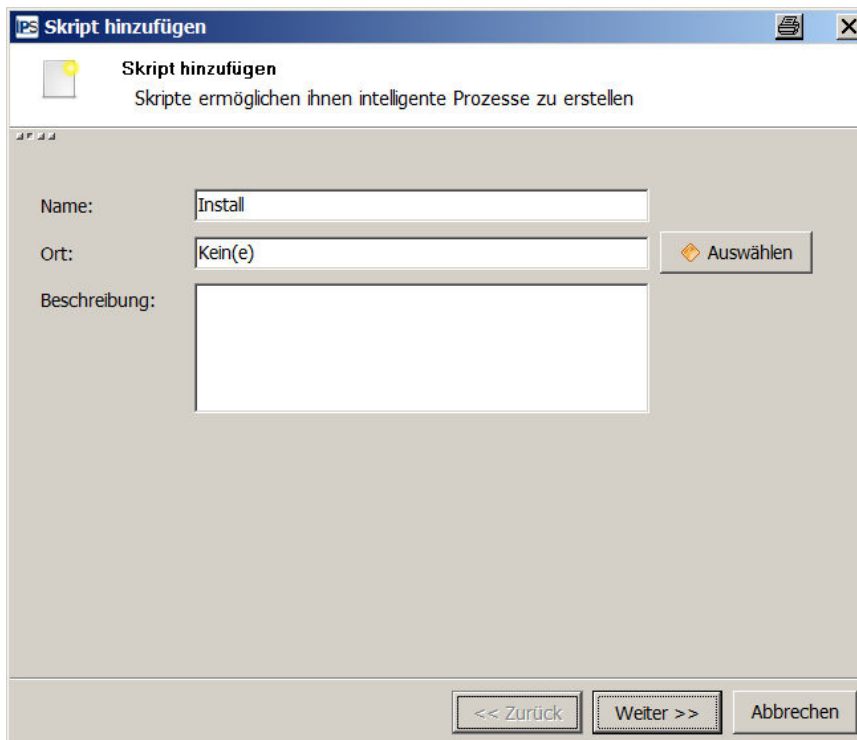 IPS Skript hinzufügen
Skript hinzufügen
Skripte ermöglichen ihnen intelligente Prozesse zu erstellen
Name: Install
Ort: Kein(e) Auswählen
Beschreibung:
<< Zurück Weiter >> Abbrechen